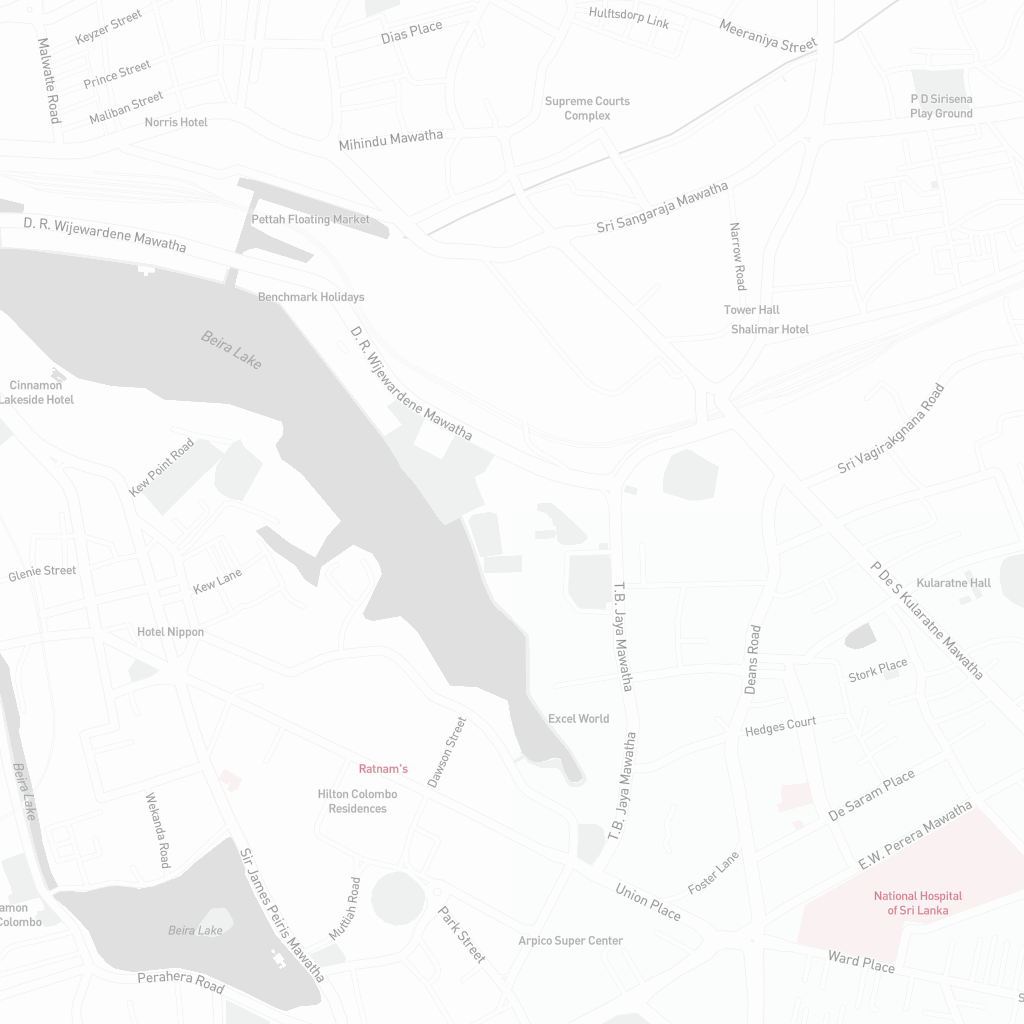 Keyzer Street
Dias Place
Hulftsdorp Link
Meeraniya Street
Malwatte Road
Prince Street
Maliban Street
Norris Hotel
Supreme Courts
Complex
P D Sirisena
Play Ground
Mihindu Mawatha
Sri Sangaraja Mawatha
Pettah Floating Market
D. R. Wijewardene Mawatha
Narrow Road
Benchmark Holidays
Tower Hall
Shalimar Hotel
Beira Lake
D. R. Wijewardene Mawatha
Cinnamon
Lakeside Hotel
Sri Vagirakgnana Road
Kew Point Road
Glenie Street
Kew Lane
P De S Kularatne Mawatha
Kularatne Hall
T.B. Jaya Mawatha
Hotel Nippon
Deans Road
Stork Place
Excel World
Hedges Court
Dawson Street
T.B. Jaya Mawatha
Ratnam's
Beira Lake
Hilton Colombo
Residences
De Saram Place
Wekanda Road
E.W. Perera Mawatha
Sir James Peiris Mawatha
Foster Lane
Union Place
National Hospital
of Sri Lanka
Muttiah Road
Park Street
amon
Colombo
Beira Lake
Arpico Super Center
Ward Place
Perahera Road
S